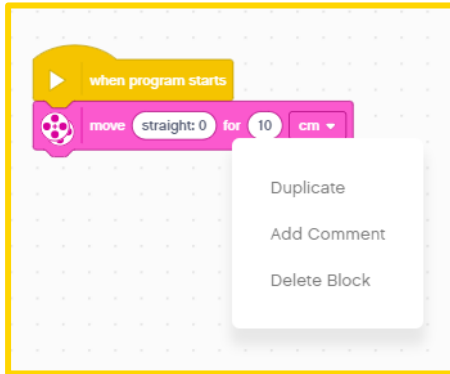 when program starts
move straight: 0 for 10 cm
Duplicate
Add Comment
Delete Block